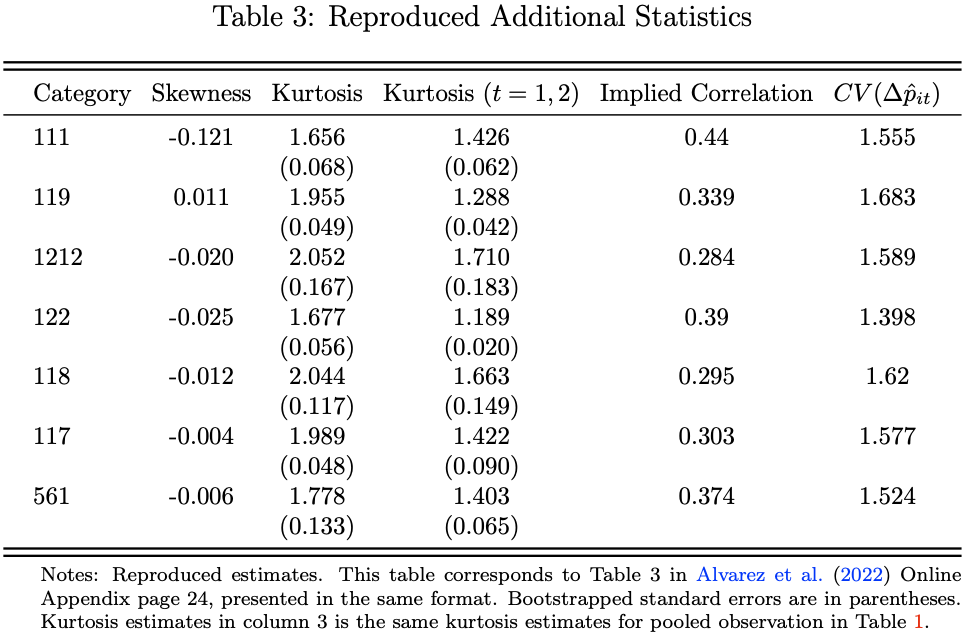 Table 3: Reproduced Additional Statistics
Category Skewness Kurtosis Kurtosis (t = 1, 2) Implied Correlation CV(Δp̂it)
111 -0.121 1.656 1.426 0.44 1.555
(0.068) (0.062)
119 0.011 1.955 1.288 0.339 1.683
(0.049) (0.042)
1212 -0.020 2.052 1.710 0.284 1.589
(0.167) (0.183)
122 -0.025 1.677 1.189 0.39 1.398
(0.056) (0.020)
118 -0.012 2.044 1.663 0.295 1.62
(0.117) (0.149)
117 -0.004 1.989 1.422 0.303 1.577
(0.048) (0.090)
561 -0.006 1.778 1.403 0.374 1.524
(0.133) (0.065)
Notes: Reproduced estimates. This table corresponds to Table 3 in Alvarez et al. (2022) Online
Appendix page 24, presented in the same format. Bootstrapped standard errors are in parentheses.
Kurtosis estimates in column 3 is the same kurtosis estimates for pooled observation in Table 1.